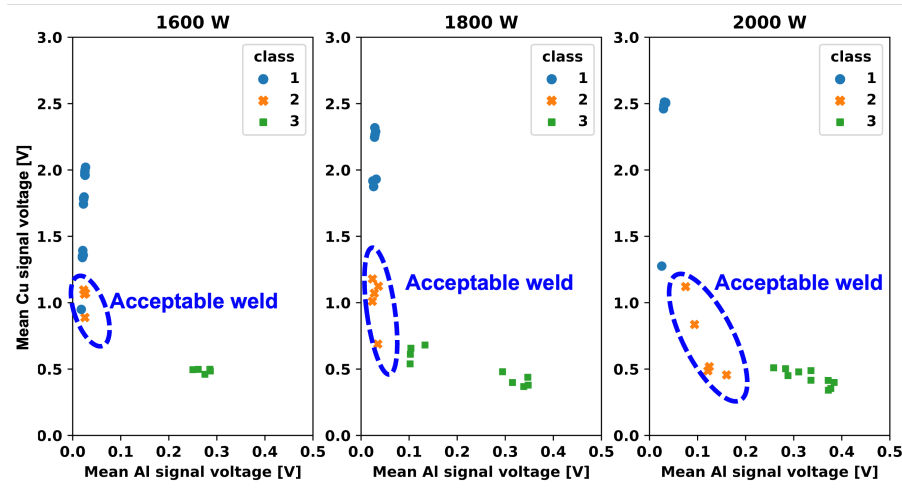 1600 W
1800 W
2000 W
Mean Cu signal voltage [V]
3.0
2.5
2.0
1.5
1.0
0.5
0.0
class
1
2
3
Acceptable weld
0.0 0.1 0.2 0.3 0.4 0.5
Mean Al signal voltage [V]
3.0
2.5
2.0
1.5
1.0
0.5
0.0
class
1
2
3
Acceptable weld
0.0 0.1 0.2 0.3 0.4 0.5
Mean Al signal voltage [V]
3.0
2.5
2.0
1.5
1.0
0.5
0.0
class
1
2
3
Acceptable weld
0.0 0.1 0.2 0.3 0.4 0.5
Mean Al signal voltage [V]